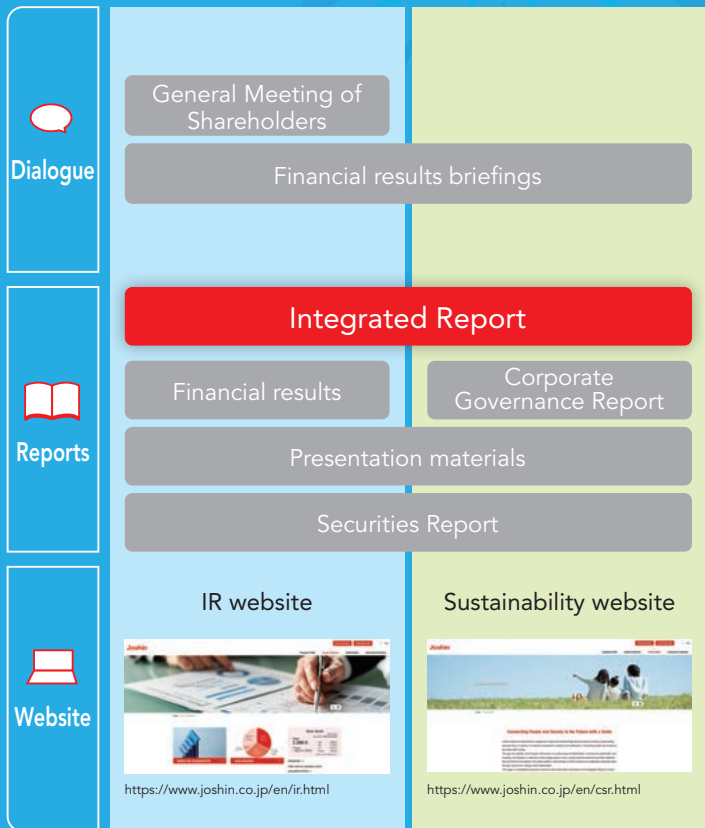 Dialogue
General Meeting of
Shareholders
Financial results briefings
Reports
Integrated Report
Financial results
Corporate
Governance Report
Presentation materials
Securities Report
Website
IR website
Sustainability website
Joshin
Joshin
Connecting People and Society to the Future with a Smile
https://www.joshin.co.jp/en/ir.html
https://www.joshin.co.jp/en/csr.html